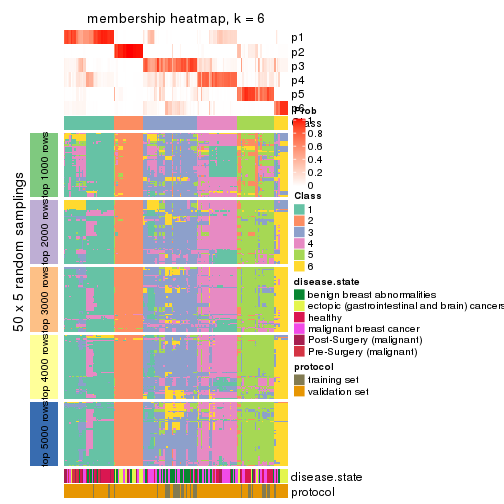 membership heatmap, k = 6
p1
p2
p3
p4
p5
p6
Prob
Class
0.8
0.6
0.4
0.2
0
Class
1
2
3
4
5
6
disease.state
benign breast abnormalities
ectopic (gastrointestinal and brain) cancers
healthy
malignant breast cancer
Post-Surgery (malignant)
Pre-Surgery (malignant)
protocol
training set
validation set
50 x 5 random samplings
top 1000 rows
top 2000 rows
top 3000 rows
top 4000 rows
top 5000 rows
disease.state
protocol